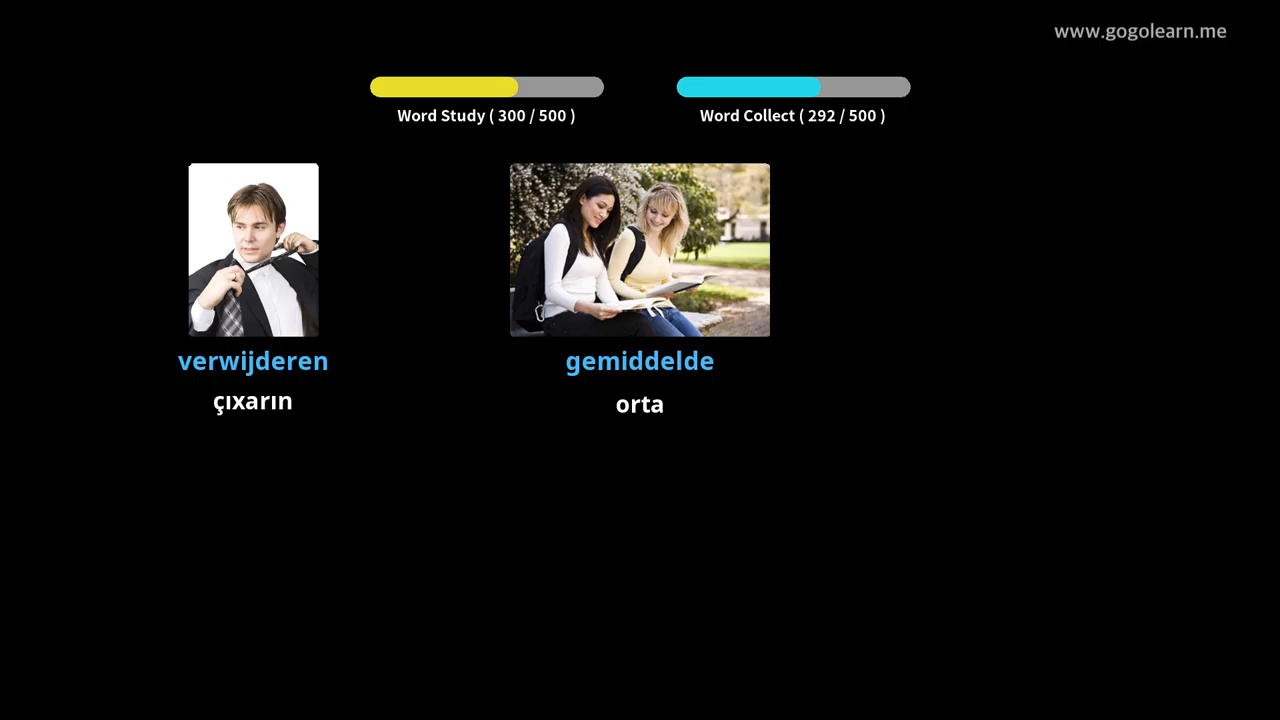 www.gogolearn.me
Word Study ( 300 / 500 )
Word Collect ( 292 / 500 )
verwijderen
gemiddelde
çıxarın
orta